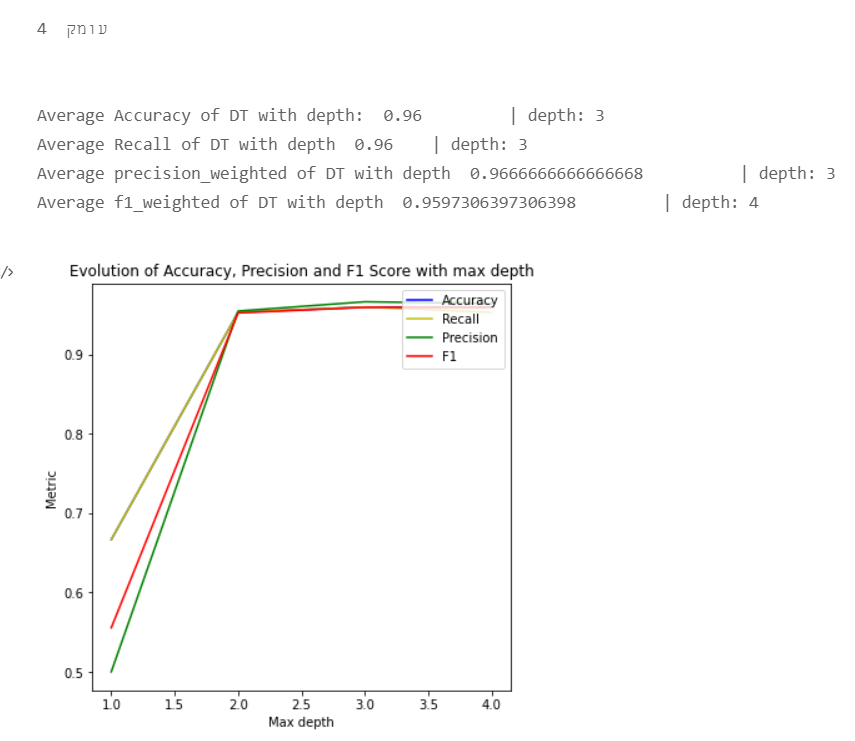 4 עומק
Average Accuracy of DT with depth: 0.96 | depth: 3
Average Recall of DT with depth 0.96 | depth: 3
Average precision_weighted of DT with depth 0.9666666666666668 | depth: 3
Average f1_weighted of DT with depth 0.9597306397306398 | depth: 4
/>
Evolution of Accuracy, Precision and F1 Score with max depth
Accuracy
Recall
Precision
F1
0.9
0.8
0.7
0.6
0.5
Metric
1.0 1.5 2.0 2.5 3.0 3.5 4.0
Max depth